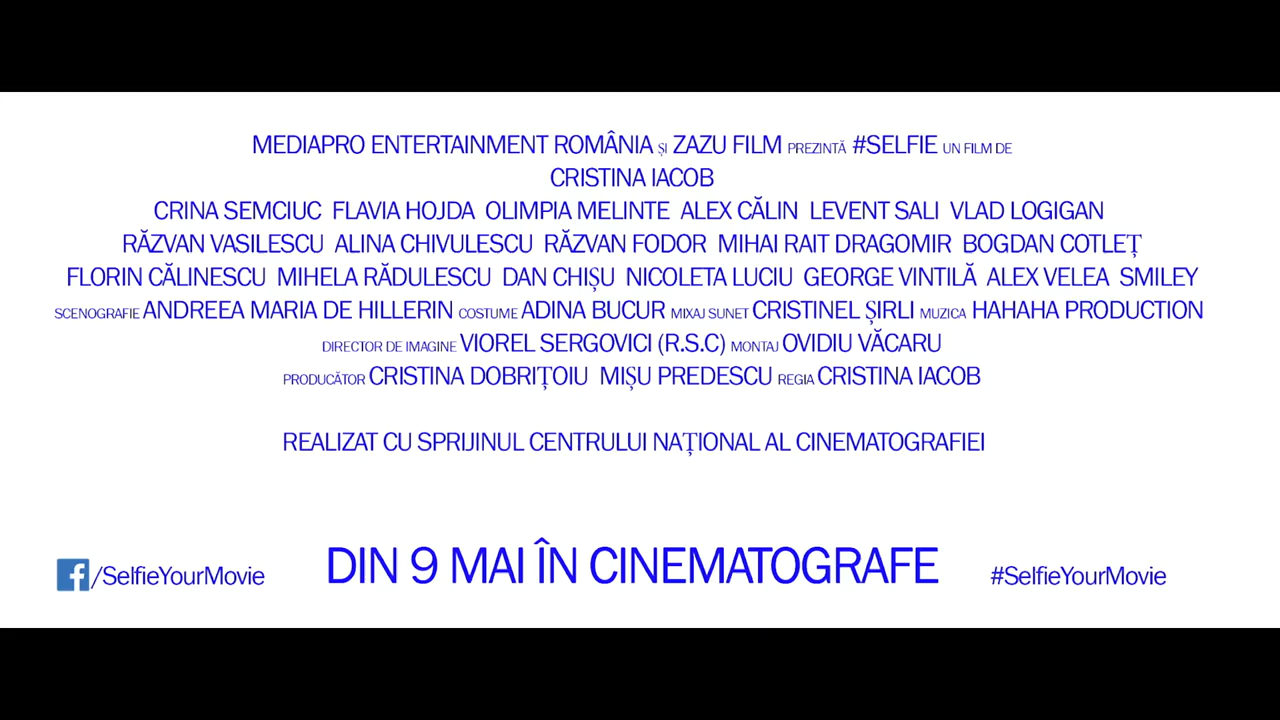 MEDIAPRO ENTERTAINMENT ROMÂNIA ȘI ZAZU FILM PREZINTĂ #SELFIE UN FILM DE
CRISTINA IACOB
CRINA SEMCIUC FLAVIA HOJDA OLIMPIA MELINTE ALEX CĂLIN LEVENT SALI VLAD LOGIGAN
RĂZVAN VASILESCU ALINA CHIVULESCU RĂZVAN FODOR MIHAI RAIT DRAGOMIR BOGDAN COTLEȚ
FLORIN CĂLINESCU MIHELA RĂDULESCU DAN CHIȘU NICOLETA LUCIU GEORGE VINTILĂ ALEX VELEA SMILEY
SCENOGRAFIE ANDREEA MARIA DE HILLERIN COSTUME ADINA BUCUR MIXAJ SUNET CRISTINEL ȘIRLI MUZICA HAHAHA PRODUCTION
DIRECTOR DE IMAGINE VIOREL SERGOVICI (R.S.C) MONTAJ OVIDIU VĂCARU
PRODUCĂTOR CRISTINA DOBRIȚOIU MIȘU PREDESCU REGIA CRISTINA IACOB
REALIZAT CU SPRIJINUL CENTRULUI NAȚIONAL AL CINEMATOGRAFIEI
f/SelfieYourMovie DIN 9 MAI ÎN CINEMATOGRAFE #SelfieYourMovie